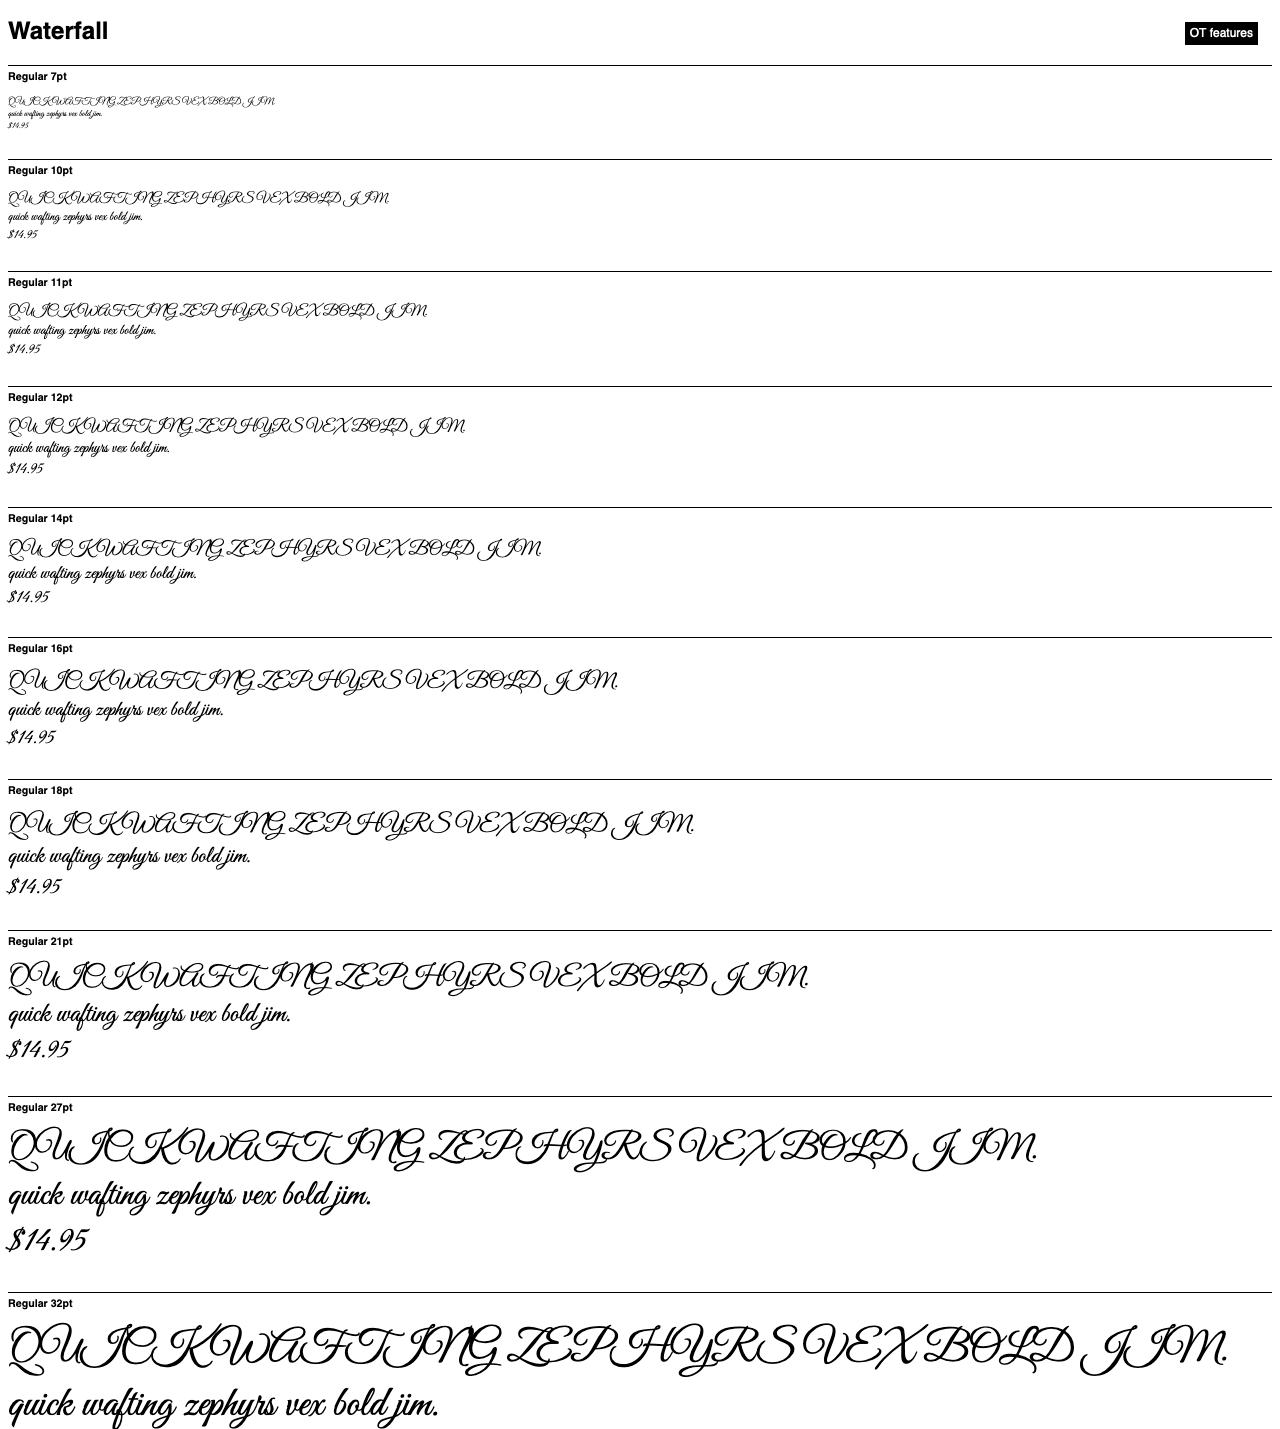 Waterfall
OT features
Regular 7pt
QUICK WAFTING ZEPHYRS VEX BOLD JIM.
quick wafting zephyrs vex bold jim.
$14.95
Regular 10pt
QUICK WAFTING ZEPHYRS VEX BOLD JIM.
quick wafting zephyrs vex bold jim.
$14.95
Regular 11pt
QUICK WAFTING ZEPHYRS VEX BOLD JIM.
quick wafting zephyrs vex bold jim.
$14.95
Regular 12pt
QUICK WAFTING ZEPHYRS VEX BOLD JIM.
quick wafting zephyrs vex bold jim.
$14.95
Regular 14pt
QUICK WAFTING ZEPHYRS VEX BOLD JIM.
quick wafting zephyrs vex bold jim.
$14.95
Regular 16pt
QUICK WAFTING ZEPHYRS VEX BOLD JIM.
quick wafting zephyrs vex bold jim.
$14.95
Regular 18pt
QUICK WAFTING ZEPHYRS VEX BOLD JIM.
quick wafting zephyrs vex bold jim.
$14.95
Regular 21pt
QUICK WAFTING ZEPHYRS VEX BOLD JIM.
quick wafting zephyrs vex bold jim.
$14.95
Regular 27pt
QUICK WAFTING ZEPHYRS VEX BOLD JIM.
quick wafting zephyrs vex bold jim.
$14.95
Regular 32pt
QUICK WAFTING ZEPHYRS VEX BOLD JIM.
quick wafting zephyrs vex bold jim.